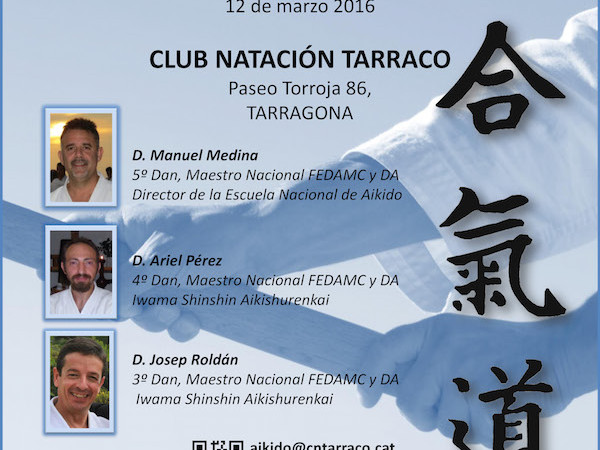 12 de marzo 2016
CLUB NATACIÓN TARRACO
Paseo Torroja 86,
TARRAGONA
D. Manuel Medina
5º Dan, Maestro Nacional FEDAMC y DA
Director de la Escuela Nacional de Aikido
D. Ariel Pérez
4º Dan, Maestro Nacional FEDAMC y DA
Iwama Shinshin Aikishurenkai
D. Josep Roldán
3º Dan, Maestro Nacional FEDAMC y DA
Iwama Shinshin Aikishurenkai
aikido@cntarraco.cat
合
氣
道